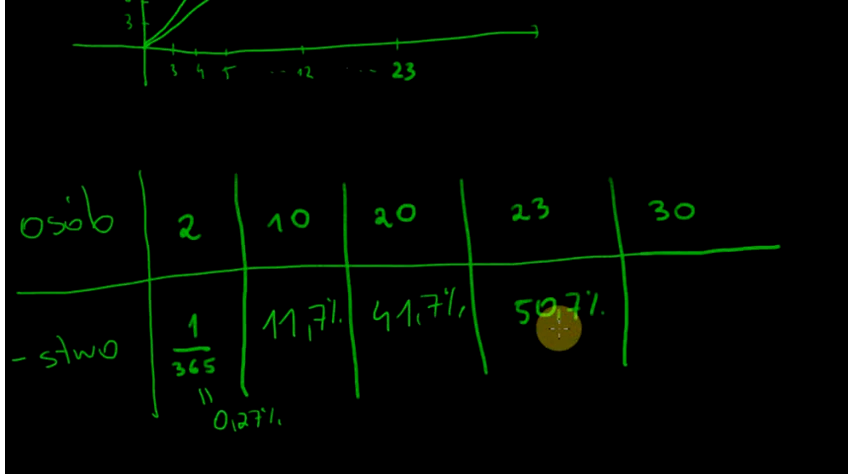 3
3 4 5 ... 12 ... 23
osób 2 10 20 23 30
-stwo 1/365 11,7% 41,7% 50,7%
=
0,27%